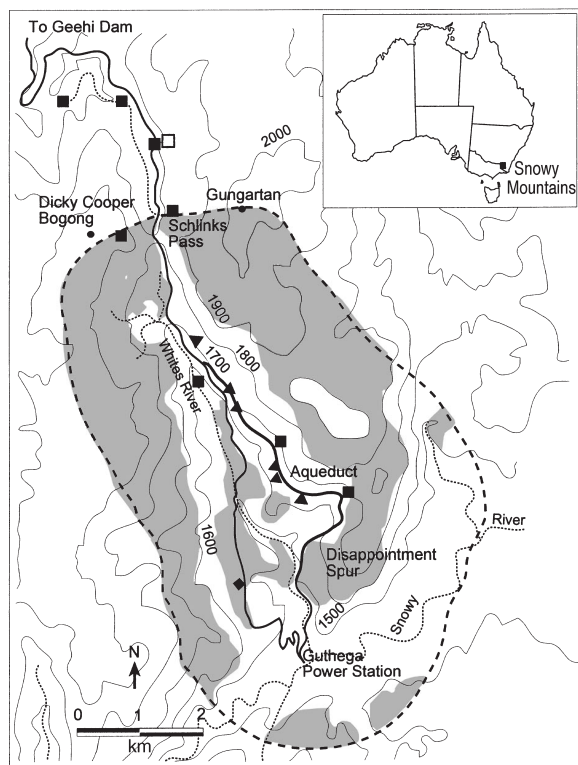 To Geehi Dam
2000
Snowy
Mountains
Dicky Cooper
Bogong
Gungartan
Schlinks
Pass
1900
1800
1700
Whites River
Aqueduct
River
1600
Disappointment
Spur
1500
Snowy
Guthega
Power Station
N
0 1 2
km